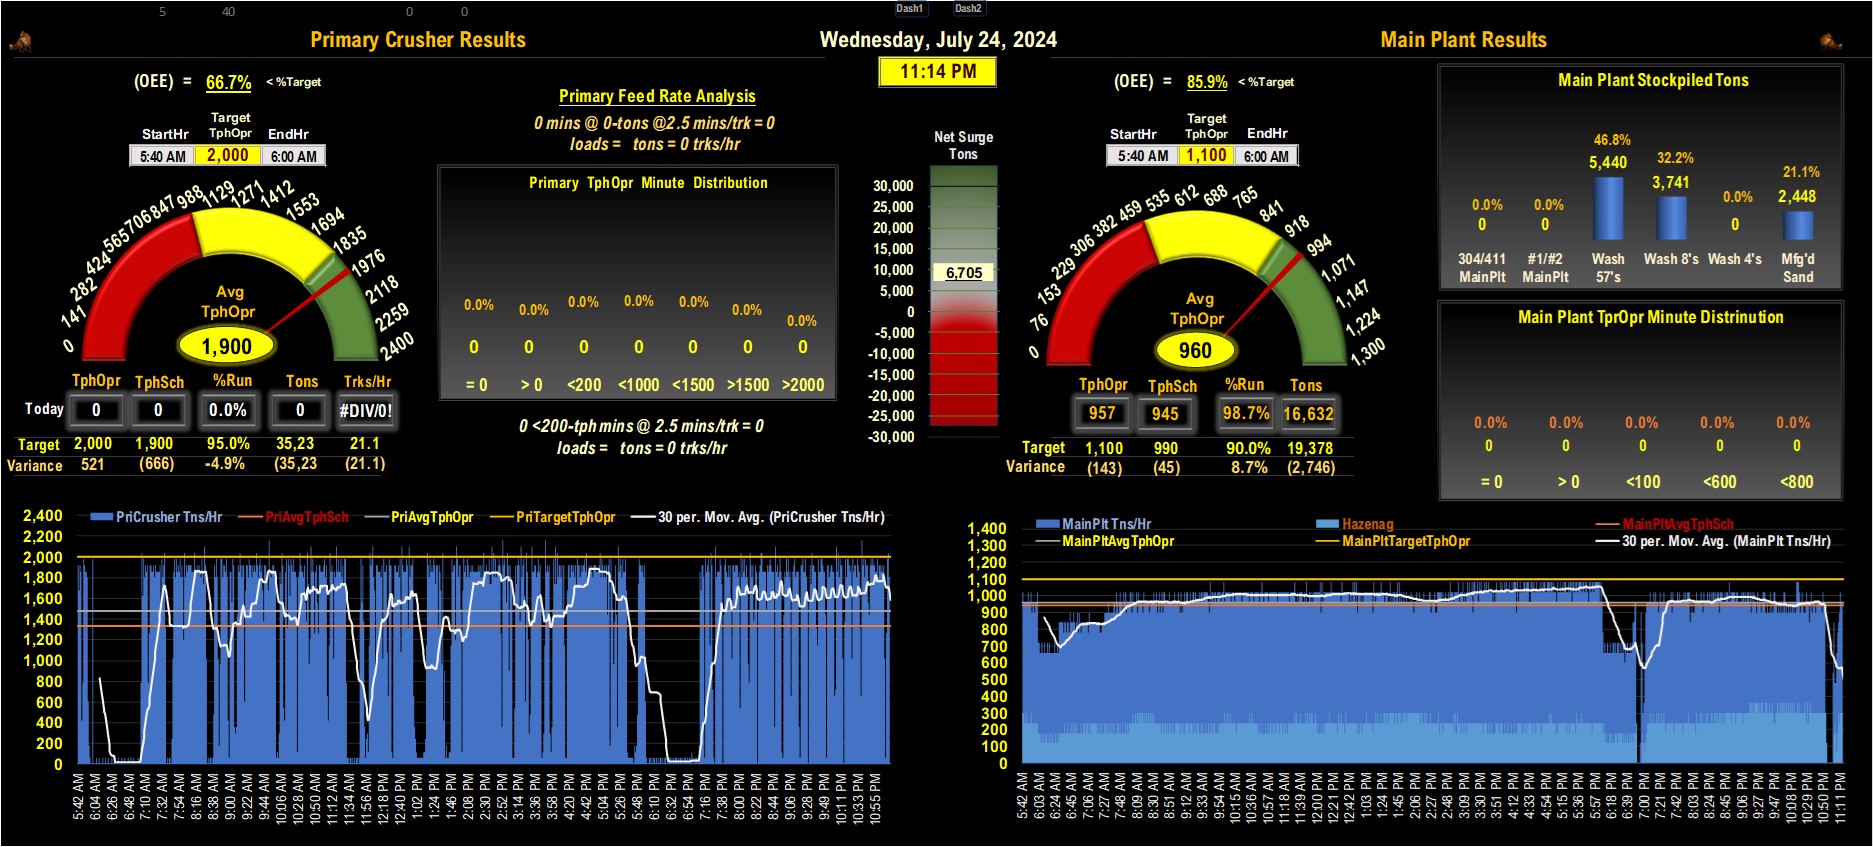 5 40 0 0 Dash1 Dash2
Primary Crusher Results
Wednesday, July 24, 2024
Main Plant Results
11:14 PM
(OEE) = 66.7% < %Target
Target
StartHr TphOpr EndHr
5:40 AM 2,000 6:00 AM
0 141 282 424 565 706 847 988 1129 1271 1412 1553 1694 1835 1976 2118 2259 2400
Avg
TphOpr
1,900
TphOpr TphSch %Run Tons Trks/Hr
Today 0 0 0.0% 0 #DIV/0!
Target 2,000 1,900 95.0% 35,23 21.1
Variance 521 (666) -4.9% (35,23 (21.1)
Primary Feed Rate Analysis
0 mins @ 0-tons @2.5 mins/trk = 0
loads = tons = 0 trks/hr
Primary TphOpr Minute Distribution
0.0% 0.0% 0.0% 0.0% 0.0% 0.0% 0.0%
0 0 0 0 0 0 0
= 0 > 0 <200 <1000 <1500 >1500 >2000
0 <200-tph mins @ 2.5 mins/trk = 0
loads = tons = 0 trks/hr
Net Surge
Tons
30,000
25,000
20,000
15,000
10,000
6,705
5,000
0
-5,000
-10,000
-15,000
-20,000
-25,000
-30,000
(OEE) = 85.9% < %Target
Target
StartHr TphOpr EndHr
5:40 AM 1,100 6:00 AM
0 76 153 229 306 382 459 535 612 688 765 841 918 994 1,071 1,147 1,224 1,300
Avg
TphOpr
960
TphOpr TphSch %Run Tons
957 945 98.7% 16,632
Target 1,100 990 90.0% 19,378
Variance (143) (45) 8.7% (2,746)
Main Plant Stockpiled Tons
0.0% 0.0% 46.8% 32.2% 0.0% 21.1%
0 0 5,440 3,741 0 2,448
304/411 #1/#2 Wash Wash 8's Wash 4's Mfg'd
MainPlt MainPlt 57's Sand
Main Plant TprOpr Minute Distrinution
0.0% 0.0% 0.0% 0.0% 0.0% 0.0%
0 0 0 0 0 0
= 0 > 0 <100 <600 <800
PriCrusher Tns/Hr PriAvgTphSch PriAvgTphOpr PriTargetTphOpr 30 per. Mov. Avg. (PriCrusher Tns/Hr)
2,400
2,200
2,000
1,800
1,600
1,400
1,200
1,000
800
600
400
200
0
5:42 AM 6:04 AM 6:26 AM 6:48 AM 7:10 AM 7:32 AM 7:54 AM 8:16 AM 8:38 AM 9:00 AM 9:22 AM 9:44 AM 10:06 AM 10:28 AM 10:50 AM 11:12 AM 11:34 AM 11:56 AM 12:18 PM 12:40 PM 1:02 PM 1:24 PM 1:46 PM 2:08 PM 2:30 PM 2:52 PM 3:14 PM 3:36 PM 3:58 PM 4:20 PM 4:42 PM 5:04 PM 5:26 PM 5:48 PM 6:10 PM 6:32 PM 6:54 PM 7:16 PM 7:38 PM 8:00 PM 8:22 PM 8:44 PM 9:06 PM 9:28 PM 9:49 PM 10:11 PM 10:33 PM 10:55 PM
MainPlt Tns/Hr Hazenag MainPltAvgTphSch
MainPltAvgTphOpr MainPltTargetTphOpr 30 per. Mov. Avg. (MainPlt Tns/Hr)
1,400
1,300
1,200
1,100
1,000
900
800
700
600
500
400
300
200
100
0
5:42 AM 6:03 AM 6:24 AM 6:45 AM 7:06 AM 7:27 AM 7:48 AM 8:09 AM 8:30 AM 8:51 AM 9:12 AM 9:33 AM 9:54 AM 10:15 AM 10:36 AM 10:57 AM 11:18 AM 11:39 AM 12:00 PM 12:21 PM 12:42 PM 1:03 PM 1:24 PM 1:45 PM 2:06 PM 2:27 PM 2:48 PM 3:09 PM 3:30 PM 3:51 PM 4:12 PM 4:33 PM 4:54 PM 5:15 PM 5:36 PM 5:57 PM 6:18 PM 6:39 PM 7:00 PM 7:21 PM 7:42 PM 8:03 PM 8:24 PM 8:45 PM 9:06 PM 9:27 PM 9:47 PM 10:08 PM 10:29 PM 10:50 PM 11:11 PM